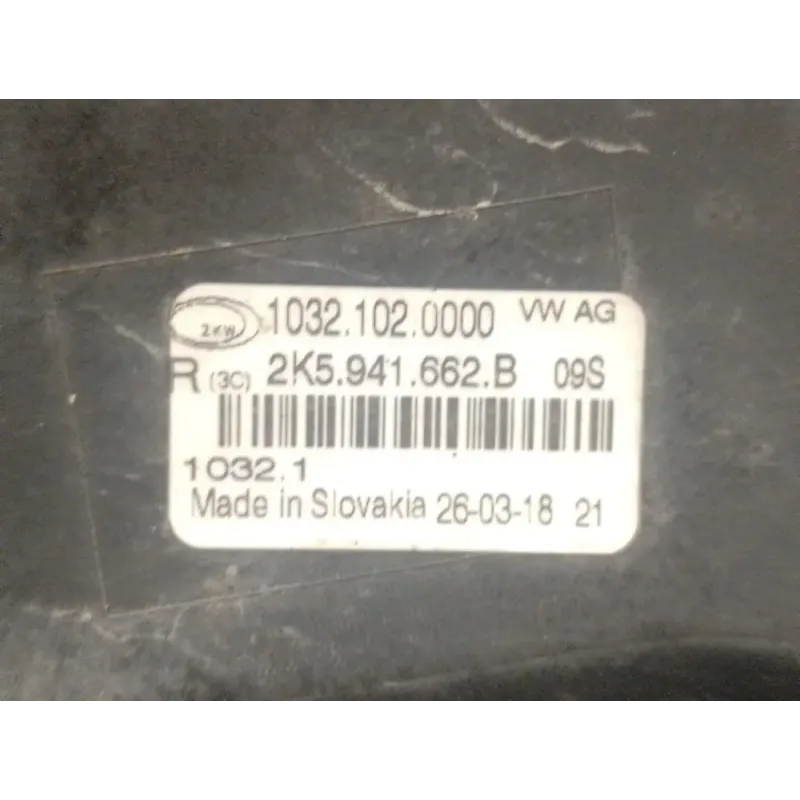 2KW 1032.102.0000 VW AG
R (3C) 2K5.941.662.B 09S
1032.1
Made in Slovakia 26-03-18 21